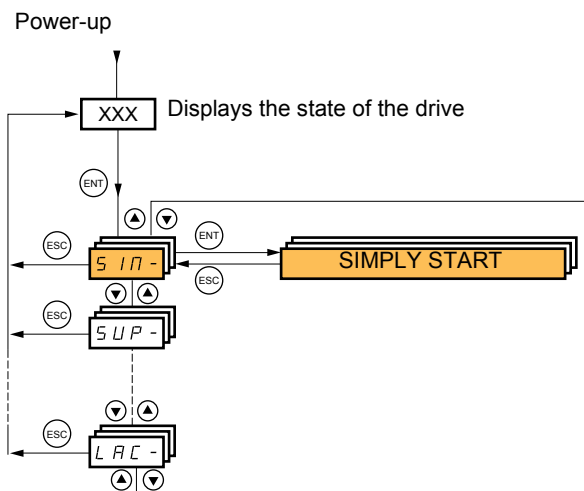 Power-up
XXX Displays the state of the drive
ENT
ESC SIM- ENT SIMPLY START
ESC
ESC SUP-
ESC LAC-